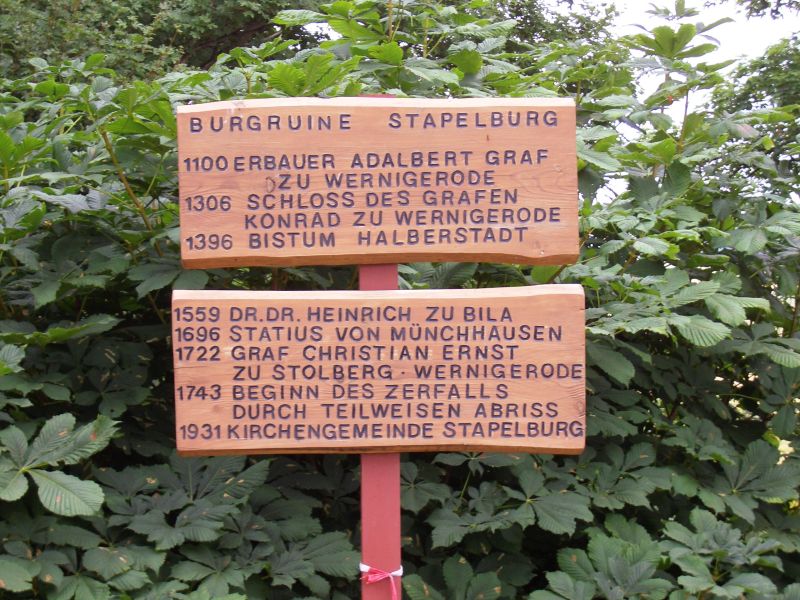 BURGRUINE STAPELBURG
1100 ERBAUER ADALBERT GRAF
ZU WERNIGERODE
1306 SCHLOSS DES GRAFEN
KONRAD ZU WERNIGERODE
1396 BISTUM HALBERSTADT
1559 DR. DR. HEINRICH ZU BILA
1696 STATIUS VON MÜNCHHAUSEN
1722 GRAF CHRISTIAN ERNST
ZU STOLBERG - WERNIGERODE
1743 BEGINN DES ZERFALLS
DURCH TEILWEISEN ABRISS
1931 KIRCHENGEMEINDE STAPELBURG